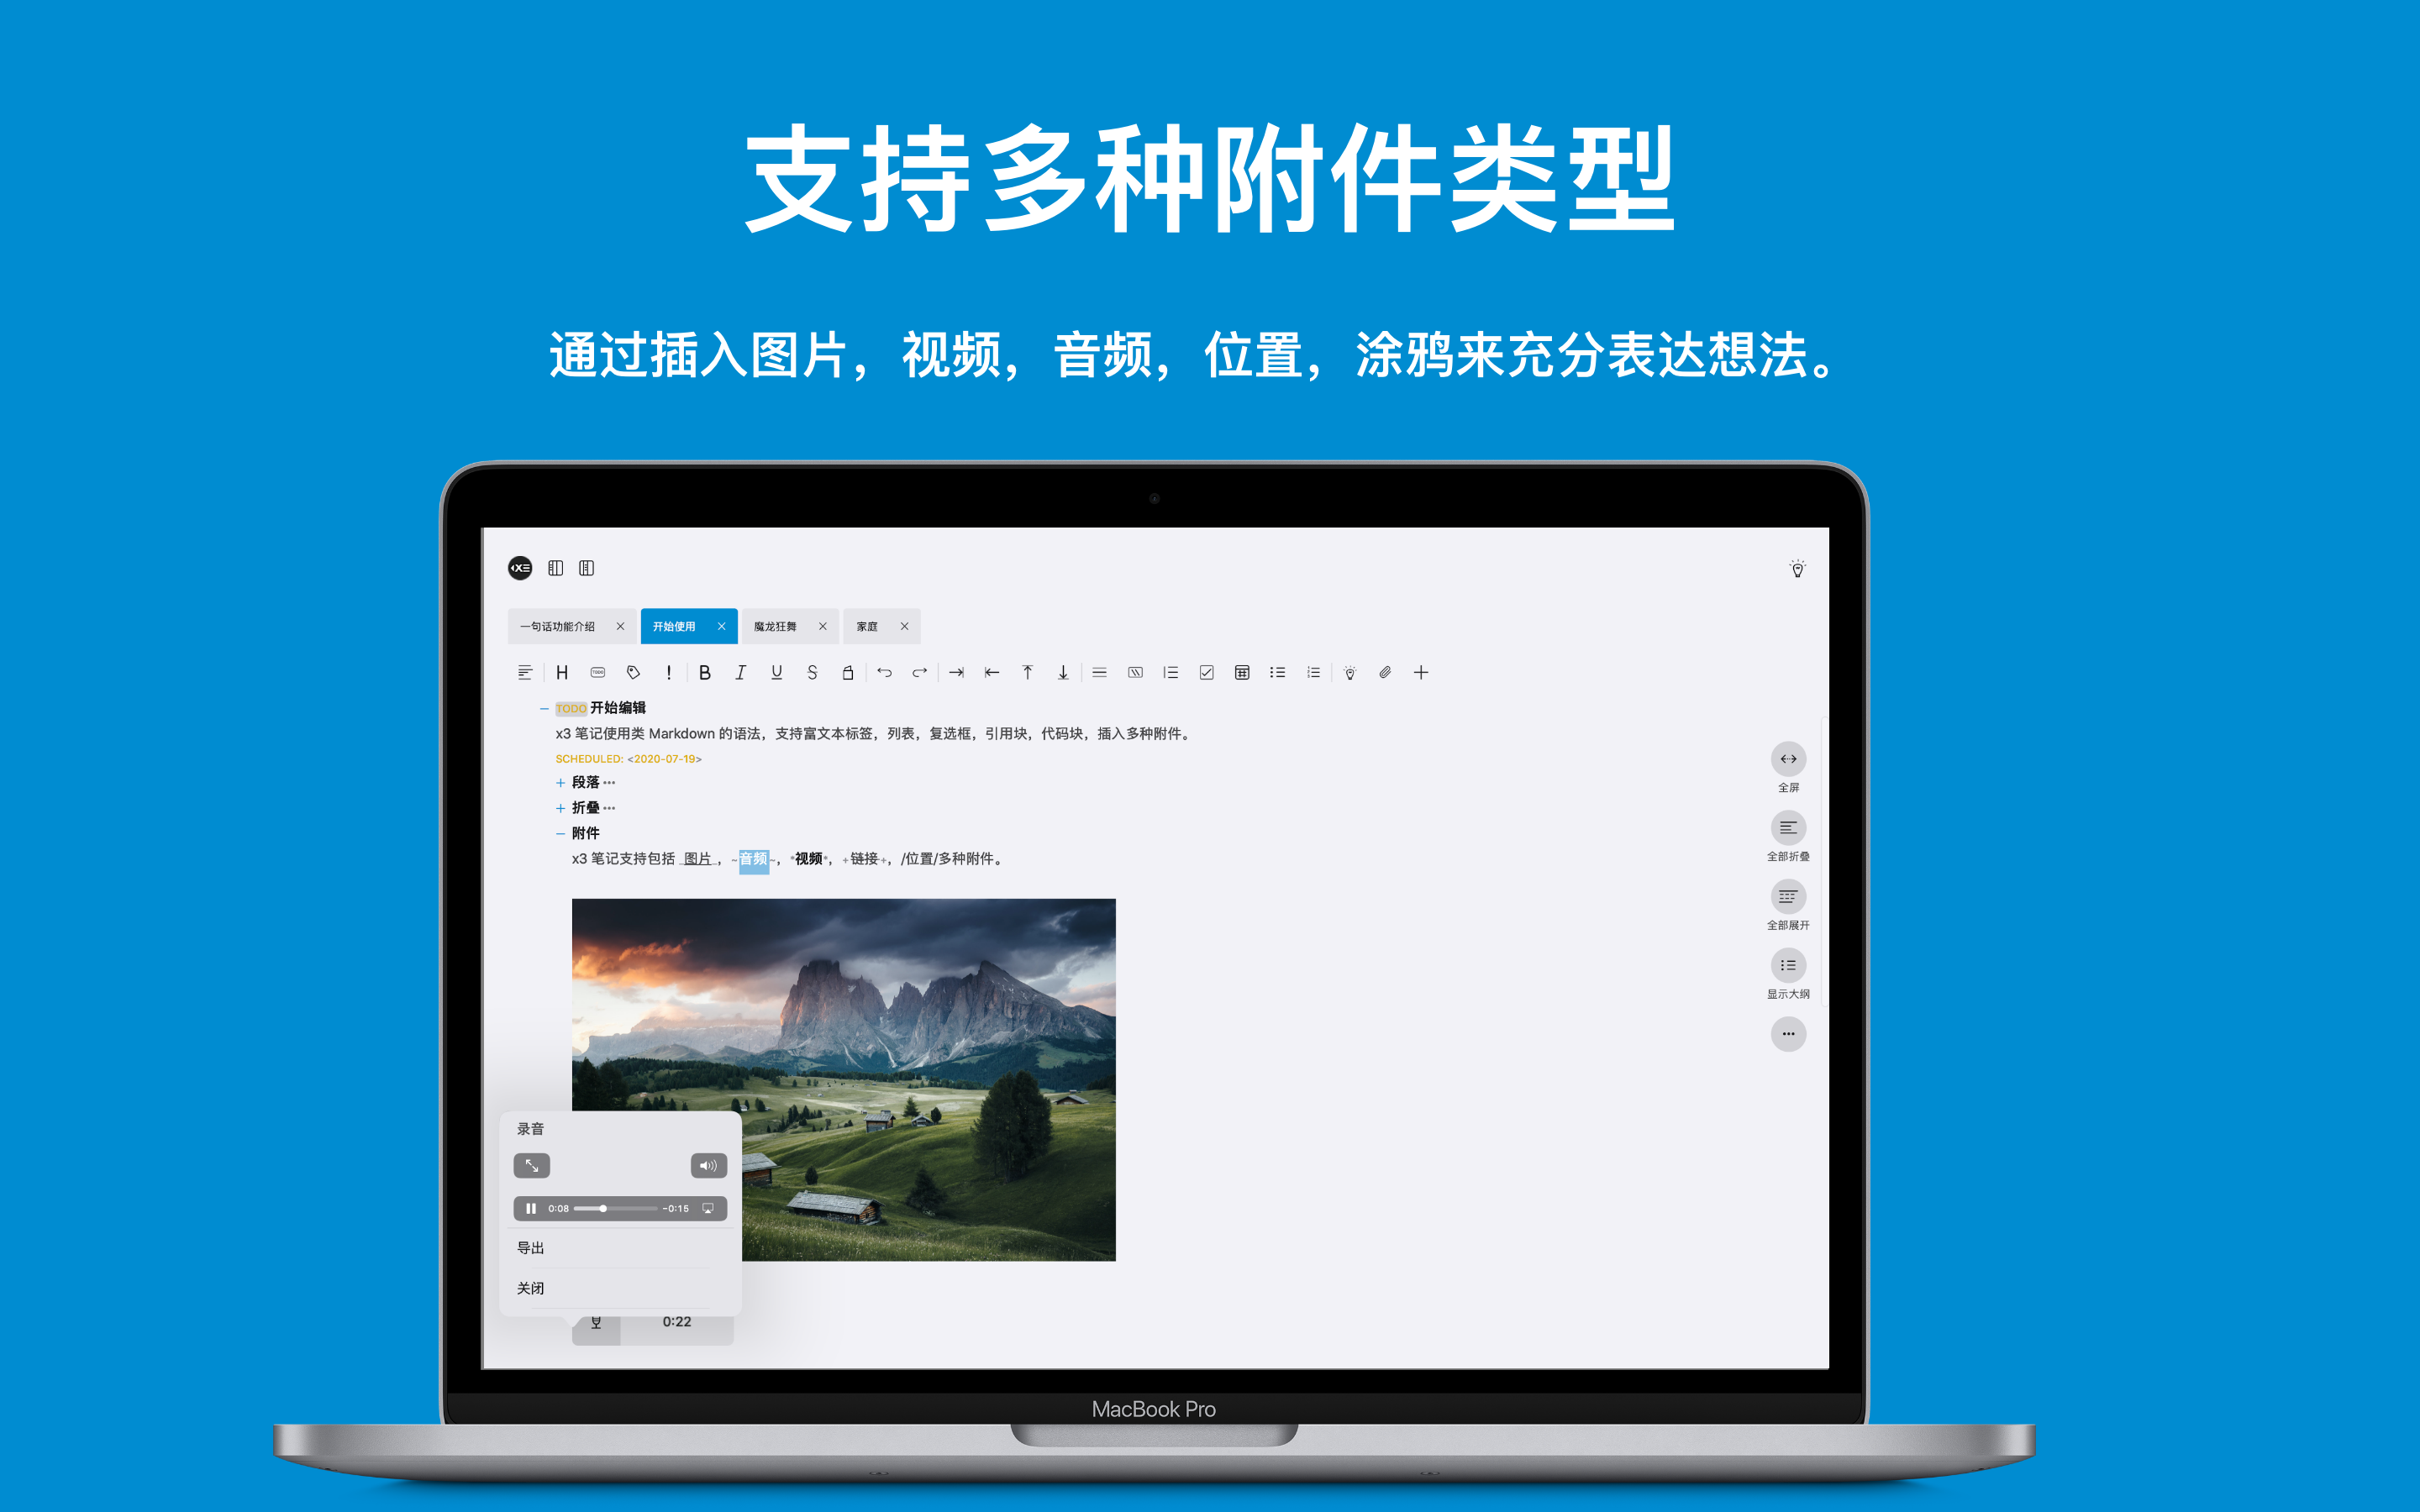 支持多种附件类型
通过插入图片，视频，音频，位置，涂鸦来充分表达想法。
一句话功能介绍
开始使用
魔龙狂舞
家庭
TODO 开始编辑
x3 笔记使用类 Markdown 的语法，支持富文本标签，列表，复选框，引用块，代码块，插入多种附件。
SCHEDULED: <2020-07-19>
段落
折叠
附件
x3 笔记支持包括 _图片_， ~音频~， *视频*， +链接+， /位置/多种附件。
全屏
全部折叠
全部展开
显示大纲
录音
0:08 -0:15
导出
关闭
0:22
MacBook Pro